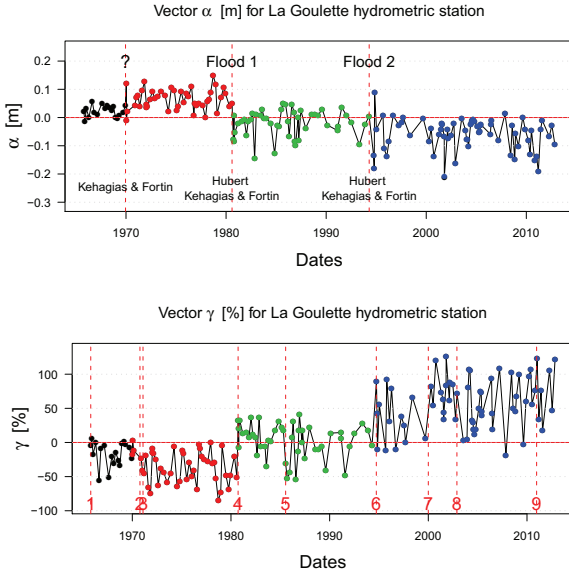 Vector α [m] for La Goulette hydrometric station
? Flood 1 Flood 2
0.2
0.1
0.0
−0.1
−0.2
−0.3
α [m]
Kehagias & Fortin
Hubert
Kehagias & Fortin
Hubert
Kehagias & Fortin
1970 1980 1990 2000 2010
Dates
Vector γ [%] for La Goulette hydrometric station
100
50
0
−50
−100
γ [%]
1 2 3 4 5 6 7 8 9
1970 1980 1990 2000 2010
Dates